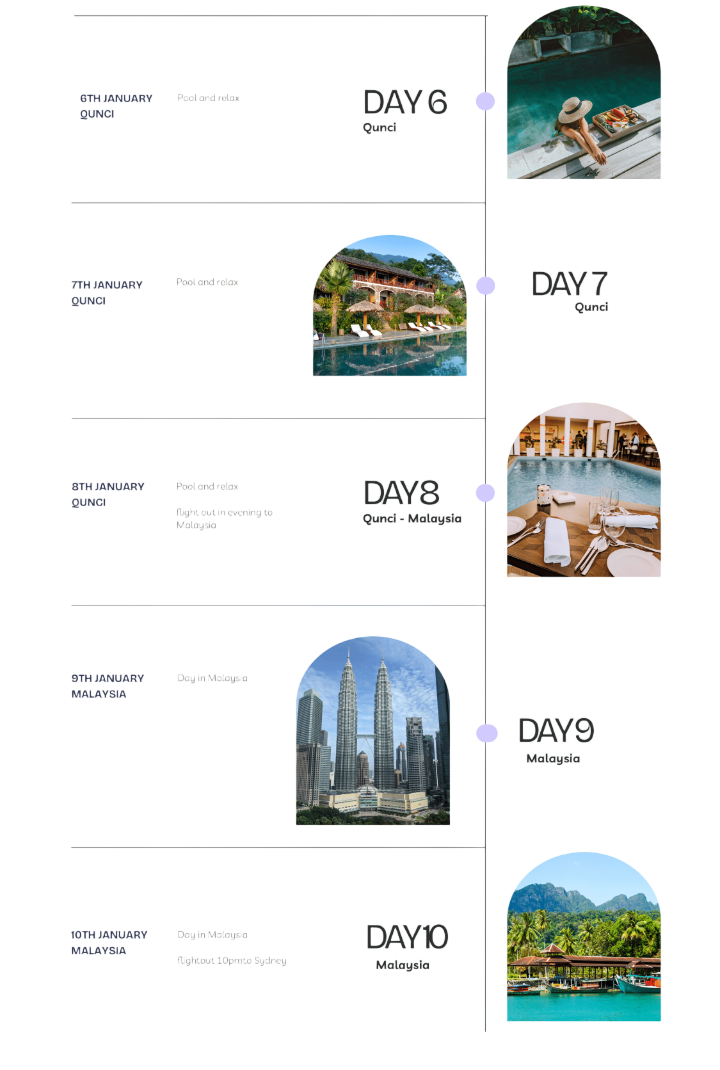 6TH JANUARY
QUNCI
Pool and relax
DAY 6
Qunci
7TH JANUARY
QUNCI
Pool and relax
DAY 7
Qunci
8TH JANUARY
QUNCI
Pool and relax
flight out in evening to
Malaysia
DAY8
Qunci - Malaysia
9TH JANUARY
MALAYSIA
Day in Malaysia
DAY9
Malaysia
10TH JANUARY
MALAYSIA
Day in Malaysia
flightout 10pmto Sydney
DAY10
Malaysia